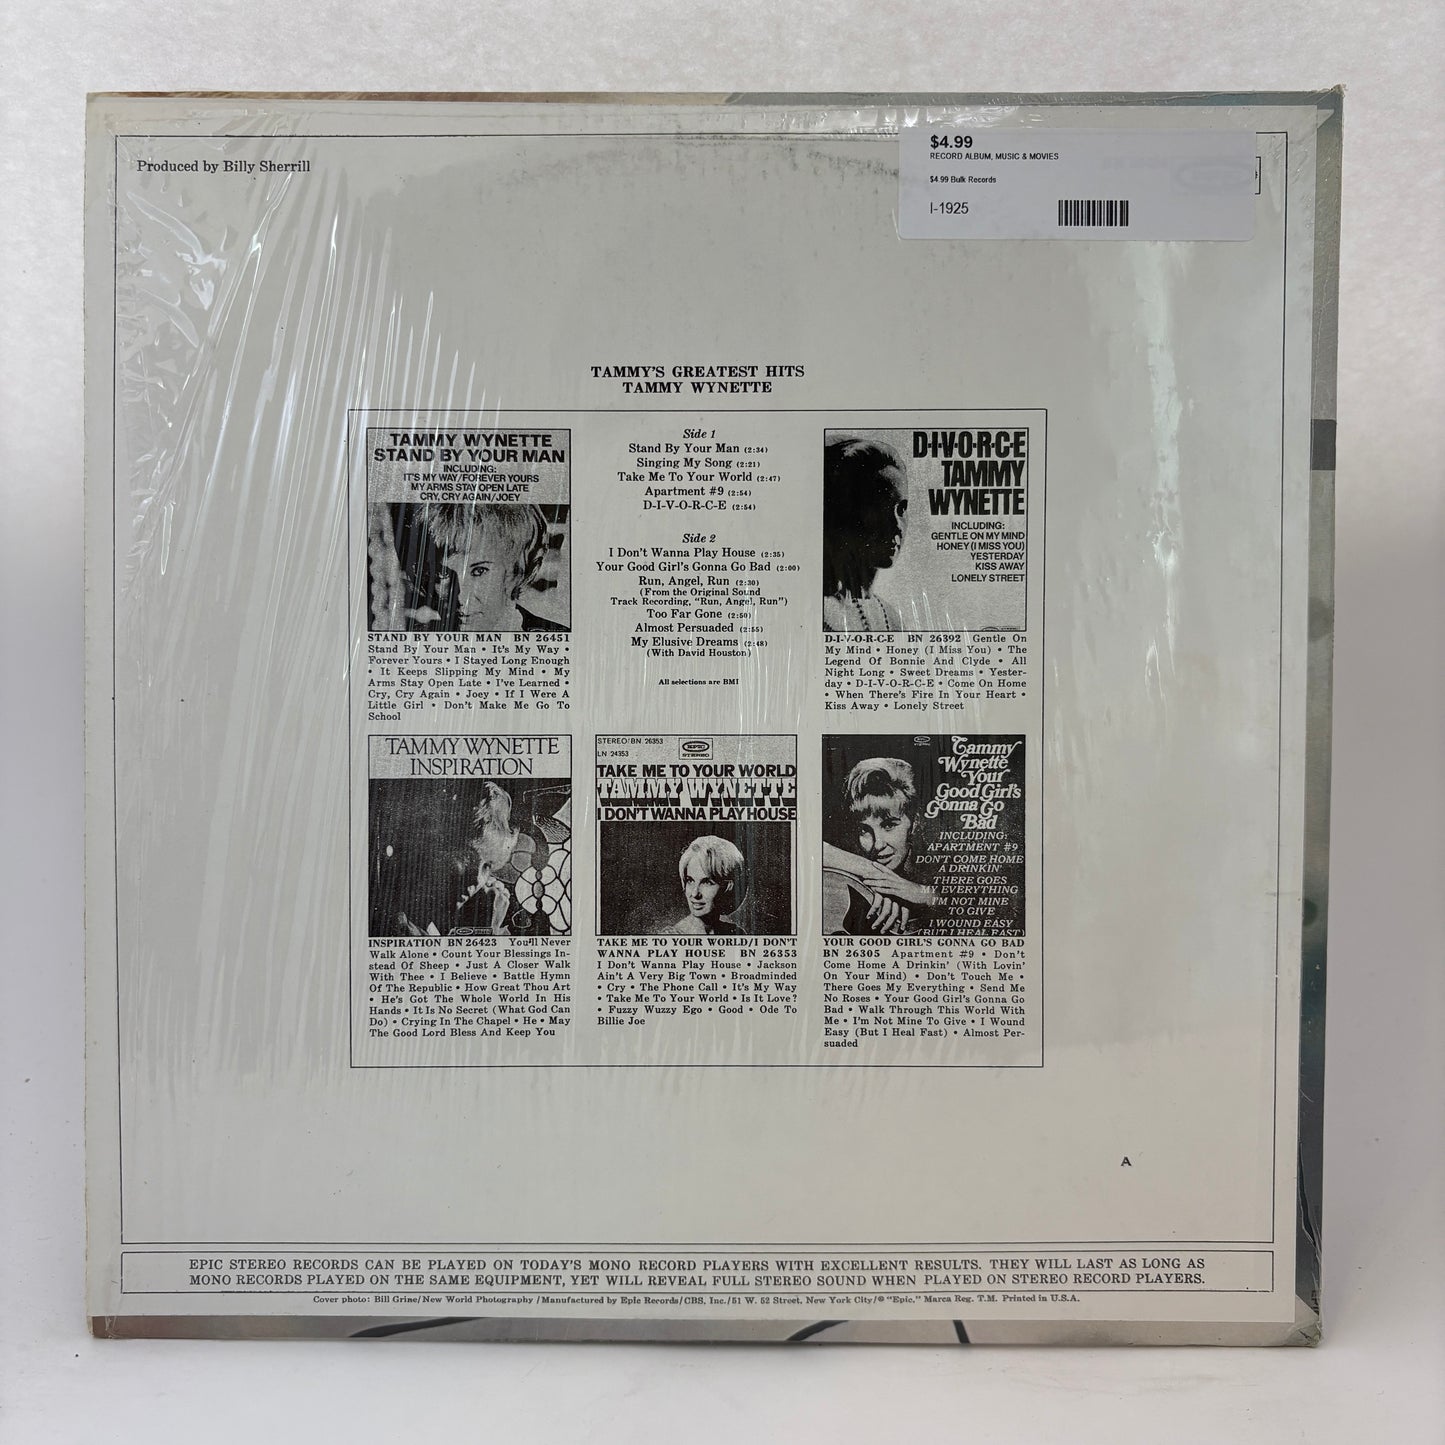 $4.99
RECORD ALBUM, MUSIC & MOVIES
$4.99 Bulk Records
I-1925
Produced by Billy Sherrill
TAMMY'S GREATEST HITS
TAMMY WYNETTE
TAMMY WYNETTE
STAND BY YOUR MAN
INCLUDING:
IT'S MY WAY/FOREVER YOURS
MY ARMS STAY OPEN LATE
CRY, CRY AGAIN/JOEY
STAND BY YOUR MAN BN 26451
Stand By Your Man • It's My Way •
Forever Yours • I Stayed Long Enough
• It Keeps Slipping My Mind • My
Arms Stay Open Late • I've Learned •
Cry, Cry Again • Joey • If I Were A
Little Girl • Don't Make Me Go To
School
Side 1
Stand By Your Man (2:34)
Singing My Song (2:21)
Take Me To Your World (2:47)
Apartment #9 (2:54)
D-I-V-O-R-C-E (2:54)
Side 2
I Don't Wanna Play House (2:35)
Your Good Girl's Gonna Go Bad (2:00)
Run, Angel, Run (2:30)
(From the Original Sound
Track Recording, "Run, Angel, Run")
Too Far Gone (2:50)
Almost Persuaded (2:55)
My Elusive Dreams (2:48)
(With David Houston)
All selections are BMI
D-I-V-O-R-C-E
TAMMY
WYNETTE
INCLUDING:
GENTLE ON MY MIND
HONEY (I MISS YOU)
YESTERDAY
KISS AWAY
LONELY STREET
D-I-V-O-R-C-E BN 26392 Gentle On
My Mind • Honey (I Miss You) • The
Legend Of Bonnie And Clyde • All
Night Long • Sweet Dreams • Yester-
day • D-I-V-O-R-C-E • Come On Home
• When There's Fire In Your Heart •
Kiss Away • Lonely Street
TAMMY WYNETTE
INSPIRATION
INSPIRATION BN 26423 You'll Never
Walk Alone • Count Your Blessings In-
stead Of Sheep • Just A Closer Walk
With Thee • I Believe • Battle Hymn
Of The Republic • How Great Thou Art
• He's Got The Whole World In His
Hands • It Is No Secret (What God Can
Do) • Crying In The Chapel • He • May
The Good Lord Bless And Keep You
STEREO/BN 26353
LN 24353
EPIC
STEREO
TAKE ME TO YOUR WORLD
TAMMY WYNETTE
I DON'T WANNA PLAY HOUSE
TAKE ME TO YOUR WORLD/I DON'T
WANNA PLAY HOUSE BN 26353
I Don't Wanna Play House • Jackson
Ain't A Very Big Town • Broadminded
• Cry • The Phone Call • It's My Way
• Take Me To Your World • Is It Love?
• Fuzzy Wuzzy Ego • Good • Ode To
Billie Joe
Tammy
Wynette
Your
Good Girl's
Gonna Go
Bad
INCLUDING:
APARTMENT #9
DON'T COME HOME
A DRINKIN'
THERE GOES
MY EVERYTHING
I'M NOT MINE
TO GIVE
I WOUND EASY
(BUT I HEAL FAST)
YOUR GOOD GIRL'S GONNA GO BAD
BN 26305 Apartment #9 • Don't
Come Home A Drinkin' (With Lovin'
On Your Mind) • Don't Touch Me •
There Goes My Everything • Send Me
No Roses • Your Good Girl's Gonna Go
Bad • Walk Through This World With
Me • I'm Not Mine To Give • I Wound
Easy (But I Heal Fast) • Almost Per-
suaded
A
EPIC STEREO RECORDS CAN BE PLAYED ON TODAY'S MONO RECORD PLAYERS WITH EXCELLENT RESULTS. THEY WILL LAST AS LONG AS
MONO RECORDS PLAYED ON THE SAME EQUIPMENT, YET WILL REVEAL FULL STEREO SOUND WHEN PLAYED ON STEREO RECORD PLAYERS.
Cover photo: Bill Grine/New World Photography/Manufactured by Epic Records/CBS, Inc./51 W. 52 Street, New York City/® "Epic," Marca Reg. T.M. Printed in U.S.A.